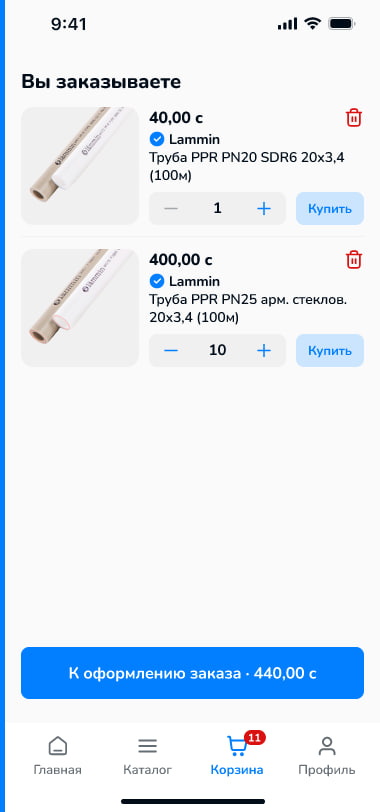 9:41
Вы заказываете
40,00 с
Lammin
Труба PPR PN20 SDR6 20x3,4
(100м)
1
Купить
400,00 с
Lammin
Труба PPR PN25 арм. стеклов.
20x3,4 (100м)
10
Купить
К оформлению заказа · 440,00 с
11
Главная
Каталог
Корзина
Профиль